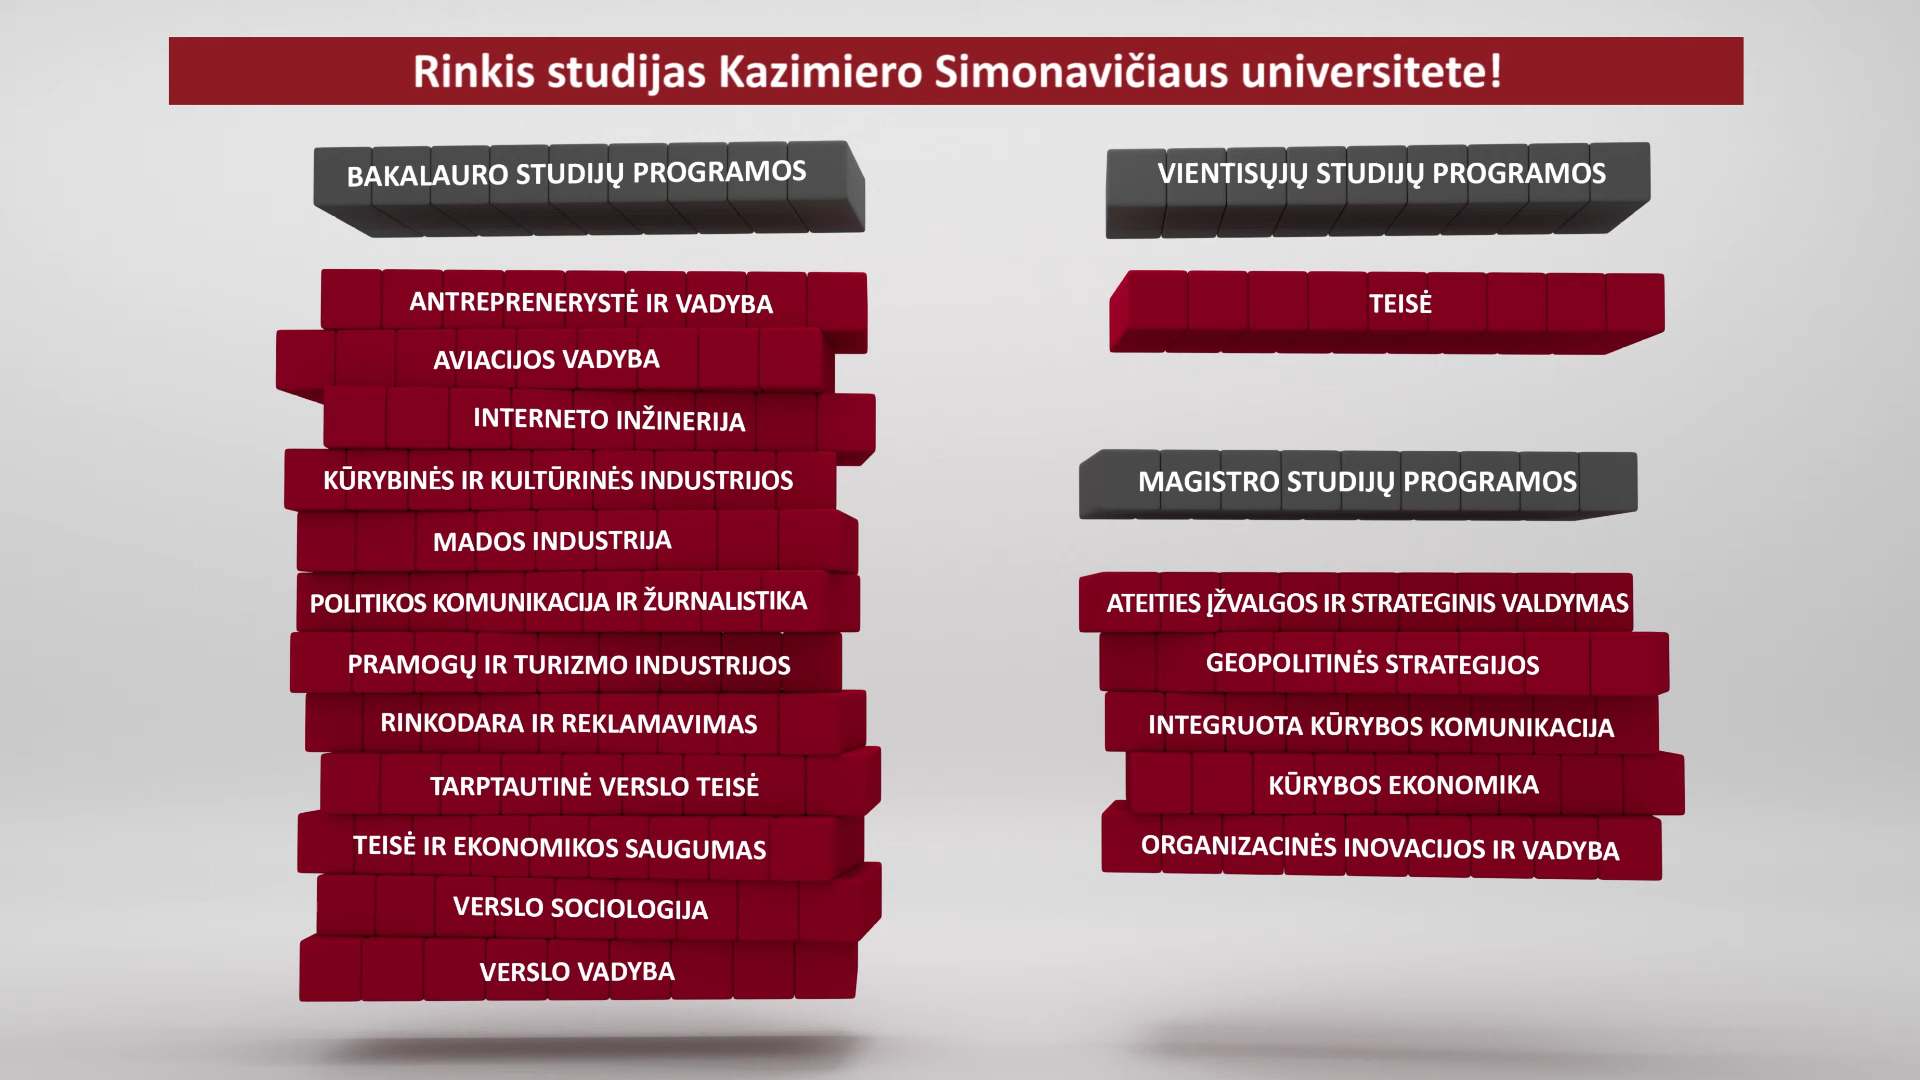 Rinkis studijas Kazimiero Simonavičiaus universitete!
BAKALAURO STUDIJŲ PROGRAMOS
ANTREPRENERYSTĖ IR VADYBA
AVIACIJOS VADYBA
INTERNETO INŽINERIJA
KŪRYBINĖS IR KULTŪRINĖS INDUSTRIJOS
MADOS INDUSTRIJA
POLITIKOS KOMUNIKACIJA IR ŽURNALISTIKA
PRAMOGŲ IR TURIZMO INDUSTRIJOS
RINKODARA IR REKLAMAVIMAS
TARPTAUTINĖ VERSLO TEISĖ
TEISĖ IR EKONOMIKOS SAUGUMAS
VERSLO SOCIOLOGIJA
VERSLO VADYBA
VIENTISŲJŲ STUDIJŲ PROGRAMOS
TEISĖ
MAGISTRO STUDIJŲ PROGRAMOS
ATEITIES ĮŽVALGOS IR STRATEGINIS VALDYMAS
GEOPOLITINĖS STRATEGIJOS
INTEGRUOTA KŪRYBOS KOMUNIKACIJA
KŪRYBOS EKONOMIKA
ORGANIZACINĖS INOVACIJOS IR VADYBA